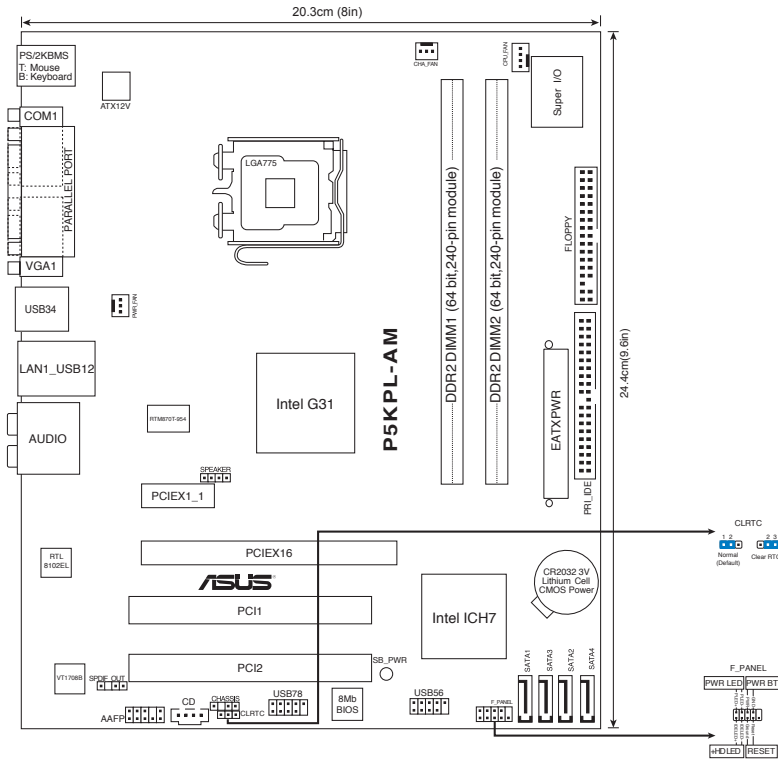 20.3cm (8in)
PS/2KBMS
T: Mouse
B: Keyboard
ATX12V
CHA_FAN
CPU_FAN
Super I/O
COM1
PARALLEL PORT
VGA1
LGA775
DDR2 DIMM1 (64 bit,240-pin module)
DDR2 DIMM2 (64 bit,240-pin module)
FLOPPY
24.4cm(9.6in)
USB34
PWR_FAN
LAN1_USB12
Intel G31
P5KPL-AM
EATXPWR
PRI_IDE
AUDIO
RTM870T-954
SPEAKER
PCIEX1_1
CLRTC
1 2
2 3
Normal
(Default)
Clear RTC
RTL
8102EL
PCIEX16
ASUS
CR2032 3V
Lithium Cell
CMOS Power
PCI1
Intel ICH7
PCI2
SB_PWR
VT1708B
SPDIF_OUT
SATA1
SATA3
SATA2
SATA4
F_PANEL
PWR LED
PWR BT
AAFP
CD
CHASSIS
CLRTC
USB78
8Mb
BIOS
USB56
F_PANEL
+HDLED
RESET